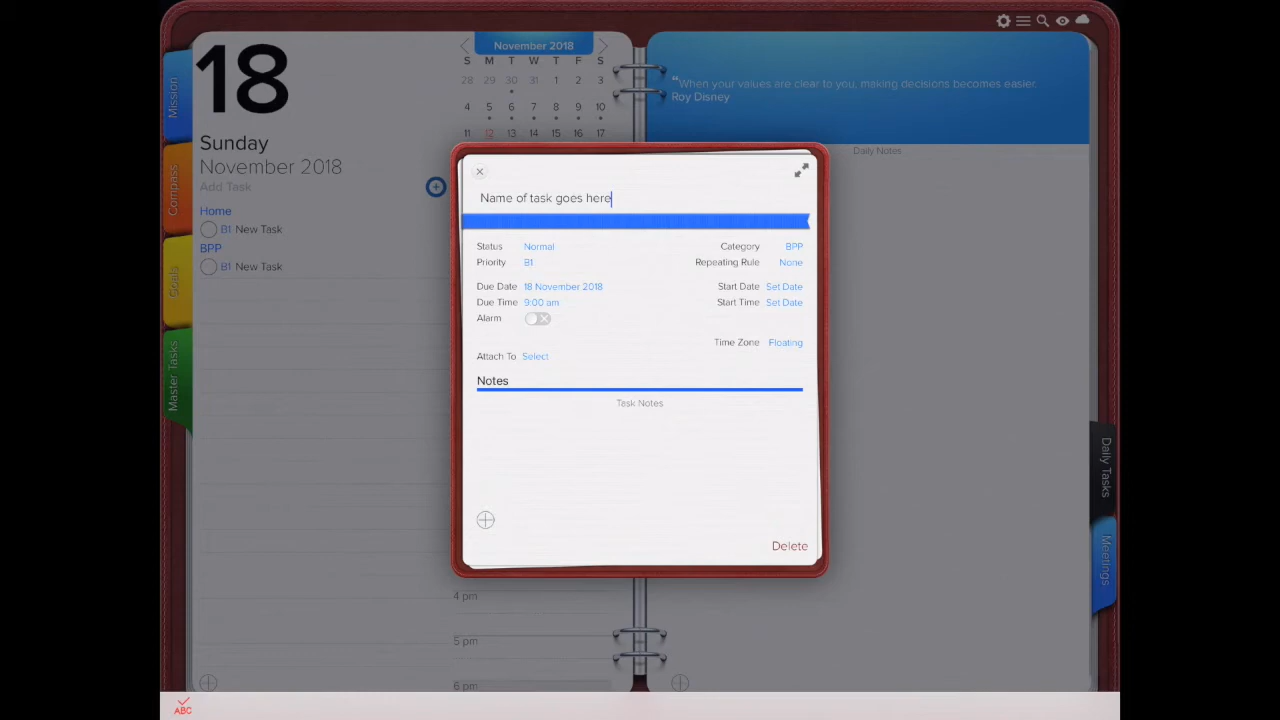 18
Sunday
November 2018
Add Task
Home
B1 New Task
BPP
B1 New Task
November 2018
S M T W T F S
28 29 30 31 1 2 3
4 5 6 7 8 9 10
11 12 13 14 15 16 17
4 pm
5 pm
6 pm
Mission
Compass
Goals
Master Tasks
Name of task goes here
Status Normal
Category BPP
Priority B1
Repeating Rule None
Due Date 18 November 2018
Start Date Set Date
Due Time 9:00 am
Start Time Set Date
Alarm
Time Zone Floating
Attach To Select
Notes
Task Notes
Delete
"When your values are clear to you, making decisions becomes easier.
Roy Disney
Daily Notes
Daily Tasks
Meetings
ABC